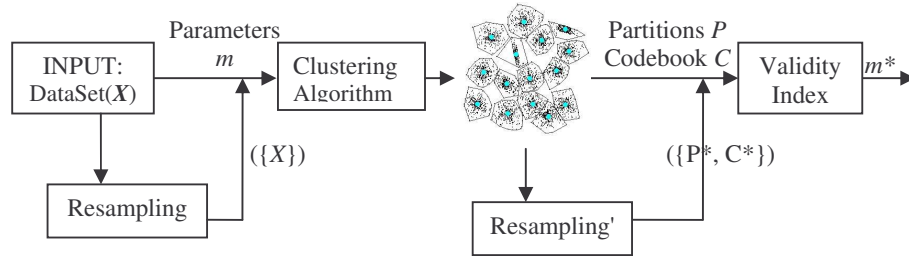 INPUT:
DataSet(X)
Parameters
m
Clustering
Algorithm
Partitions P
Codebook C
Validity
Index
m*
({X})
({P*, C*})
Resampling
Resampling'